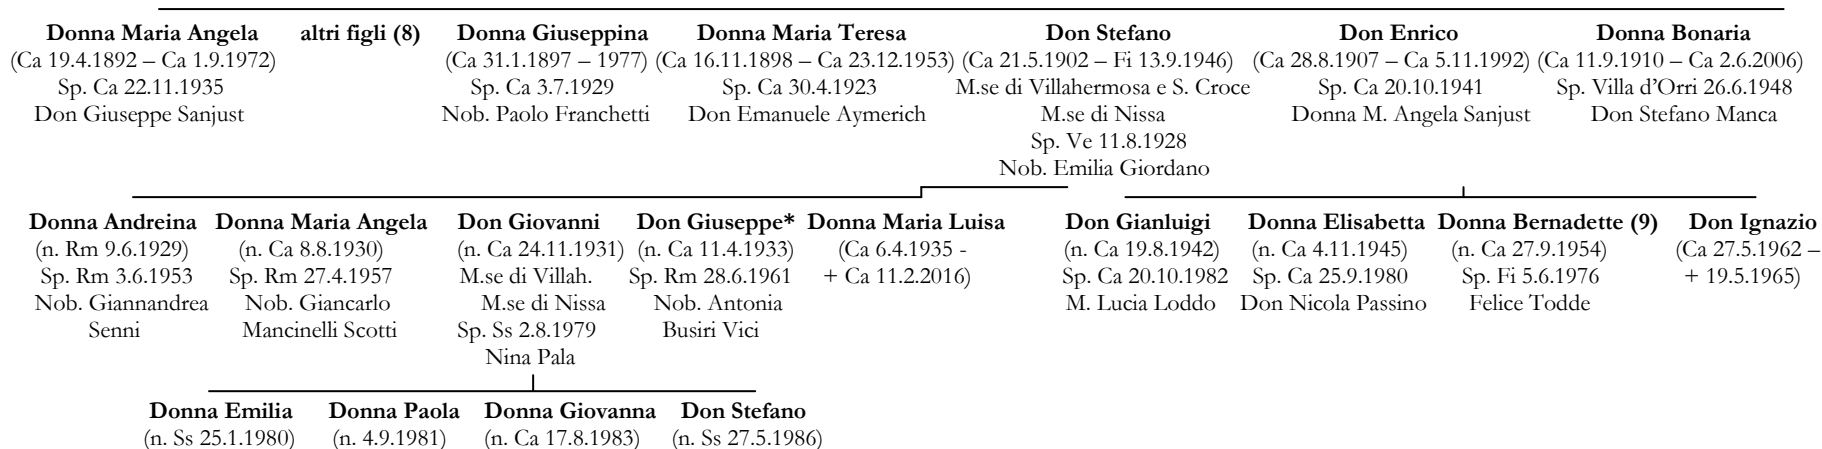 Donna Maria Angela altri figli (8) Donna Giuseppina Donna Maria Teresa Don Stefano Don Enrico Donna Bonaria
(Ca 19.4.1892 – Ca 1.9.1972) (Ca 31.1.1897 – 1977) (Ca 16.11.1898 – Ca 23.12.1953) (Ca 21.5.1902 – Fi 13.9.1946) (Ca 28.8.1907 – Ca 5.11.1992) (Ca 11.9.1910 – Ca 2.6.2006)
Sp. Ca 22.11.1935 Sp. Ca 3.7.1929 Sp. Ca 30.4.1923 M.se di Villahermosa e S. Croce Sp. Ca 20.10.1941 Sp. Villa d'Orri 26.6.1948
Don Giuseppe Sanjust Nob. Paolo Franchetti Don Emanuele Aymerich M.se di Nissa Donna M. Angela Sanjust Don Stefano Manca
Sp. Ve 11.8.1928
Nob. Emilia Giordano
Donna Andreina Donna Maria Angela Don Giovanni Don Giuseppe* Donna Maria Luisa Don Gianluigi Donna Elisabetta Donna Bernadette (9) Don Ignazio
(n. Rm 9.6.1929) (n. Ca 8.8.1930) (n. Ca 24.11.1931) (n. Ca 11.4.1933) (Ca 6.4.1935 - (n. Ca 19.8.1942) (n. Ca 4.11.1945) (n. Ca 27.9.1954) (Ca 27.5.1962 –
Sp. Rm 3.6.1953 Sp. Rm 27.4.1957 M.se di Villah. Sp. Rm 28.6.1961 + Ca 11.2.2016) Sp. Ca 20.10.1982 Sp. Ca 25.9.1980 Sp. Fi 5.6.1976 + 19.5.1965)
Nob. Giannandrea Nob. Giancarlo M.se di Nissa Nob. Antonia M. Lucia Loddo Don Nicola Passino Felice Todde
Senni Mancinelli Scotti Sp. Ss 2.8.1979 Busiri Vici
Nina Pala
Donna Emilia Donna Paola Donna Giovanna Don Stefano
(n. Ss 25.1.1980) (n. 4.9.1981) (n. Ca 17.8.1983) (n. Ss 27.5.1986)